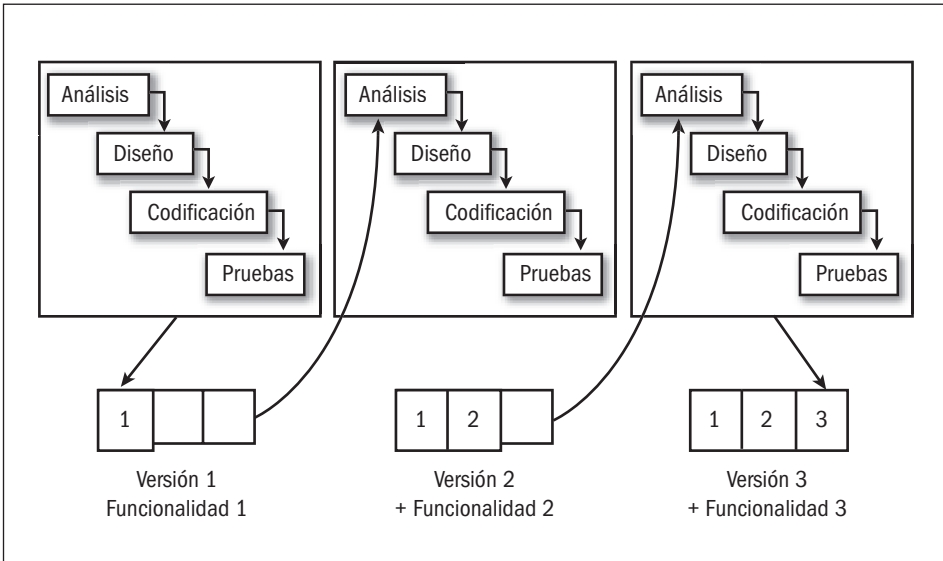 Análisis
Diseño
Codificación
Pruebas
Análisis
Diseño
Codificación
Pruebas
Análisis
Diseño
Codificación
Pruebas
1
Versión 1
Funcionalidad 1
1 2
Versión 2
+ Funcionalidad 2
1 2 3
Versión 3
+ Funcionalidad 3